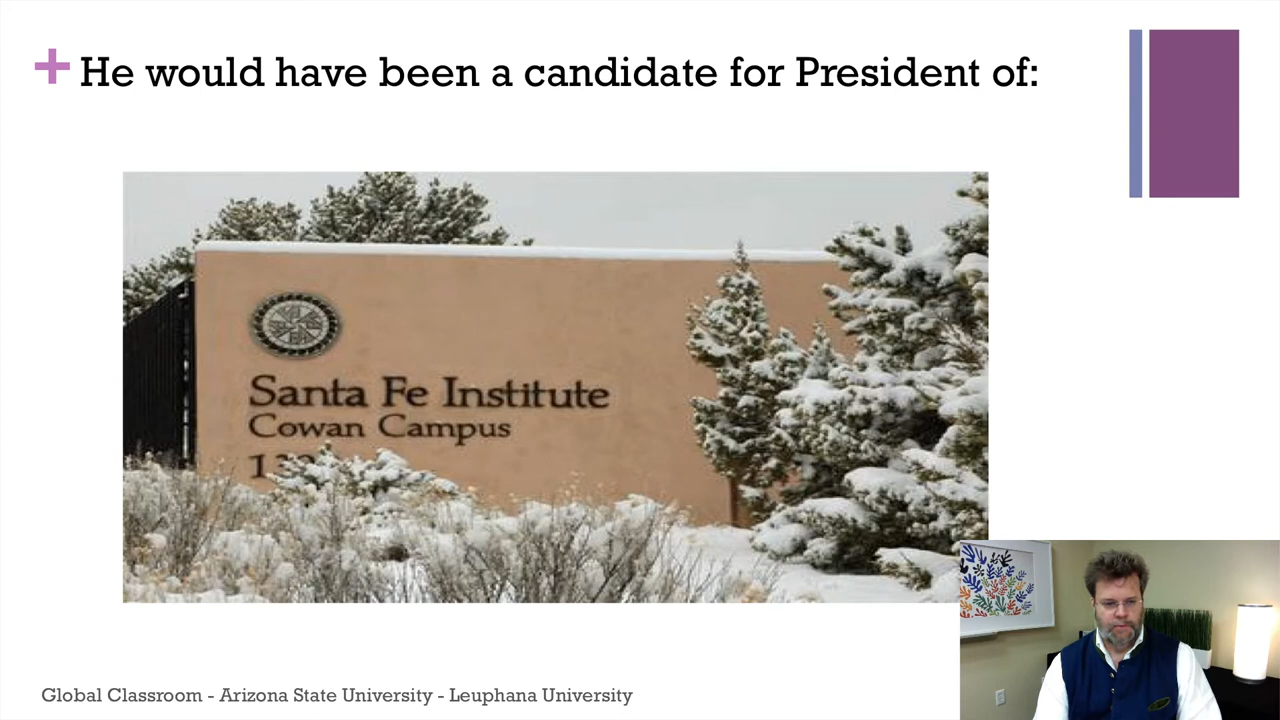 + He would have been a candidate for President of:
Santa Fe Institute
Cowan Campus
Global Classroom - Arizona State University - Leuphana University